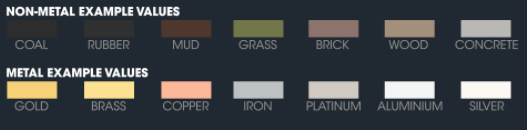 NON-METAL EXAMPLE VALUES
COAL RUBBER MUD GRASS BRICK WOOD CONCRETE
METAL EXAMPLE VALUES
GOLD BRASS COPPER IRON PLATINUM ALUMINIUM SILVER